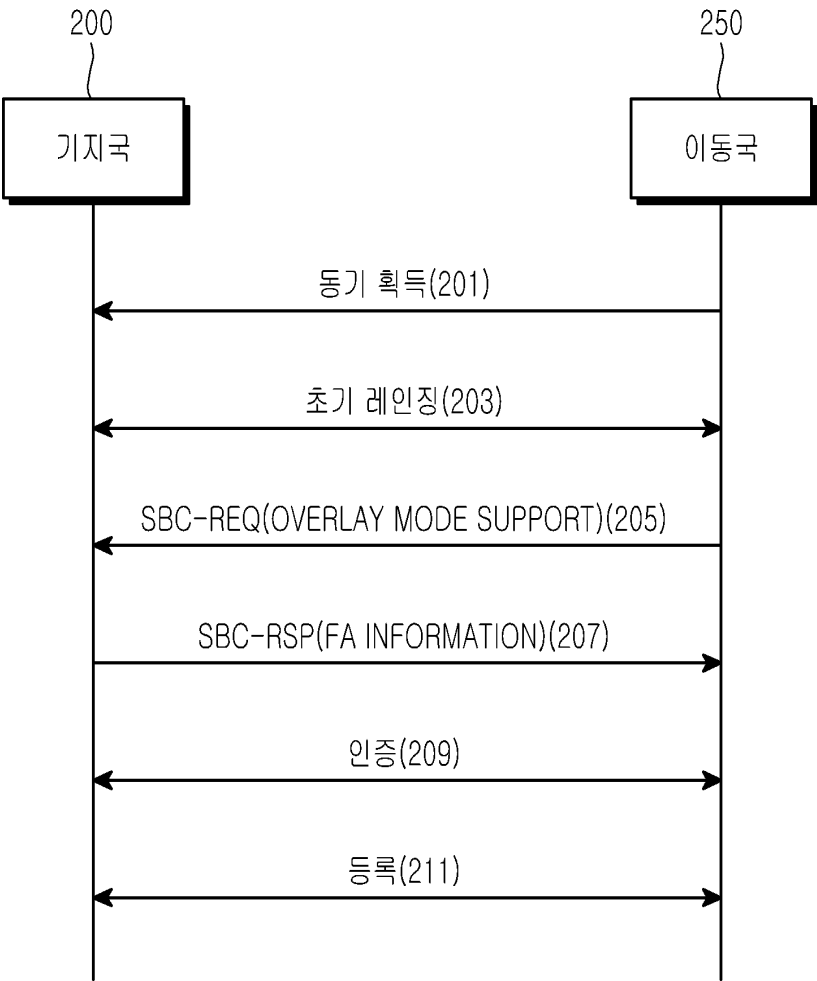 200
250
기지국
이동국
동기 획득(201)
초기 레인징(203)
SBC-REQ(OVERLAY MODE SUPPORT)(205)
SBC-RSP(FA INFORMATION)(207)
인증(209)
등록(211)